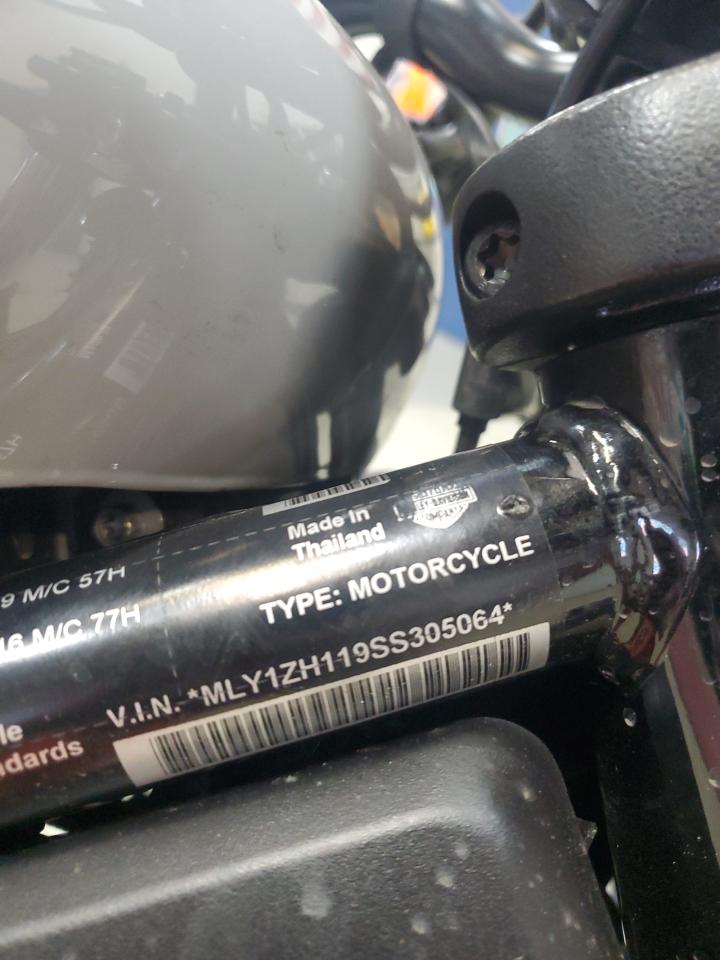 Made In
Thailand
9 M/C 57H
TYPE: MOTORCYCLE
16 M/C 77H
V.I.N. *MLY1ZH119SS305064*
le
ndards